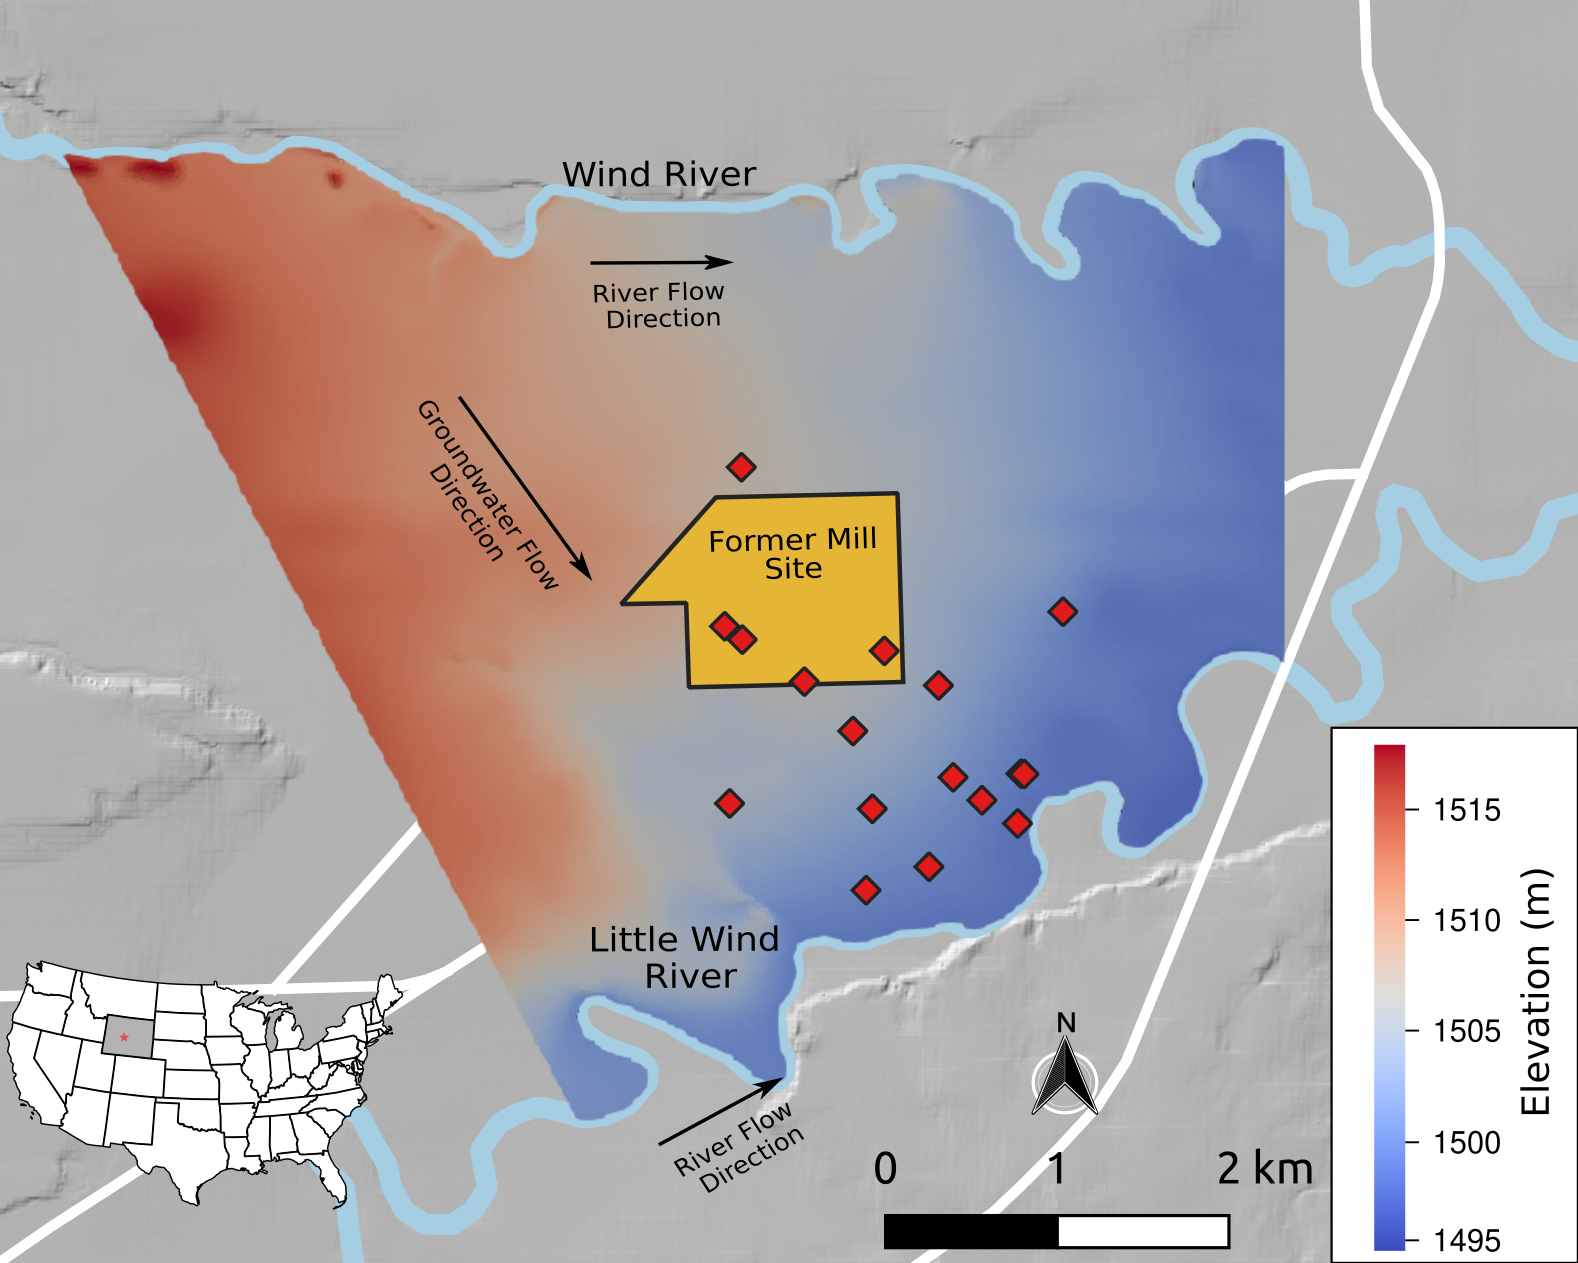 Wind River
River Flow
Direction
Groundwater Flow
Direction
Former Mill
Site
Little Wind
River
River Flow
Direction
N
0 1 2 km
1515
1510
1505
1500
1495
Elevation (m)